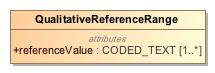 QualitativeReferenceRange
attributes
+referenceValue : CODED_TEXT [1..*]